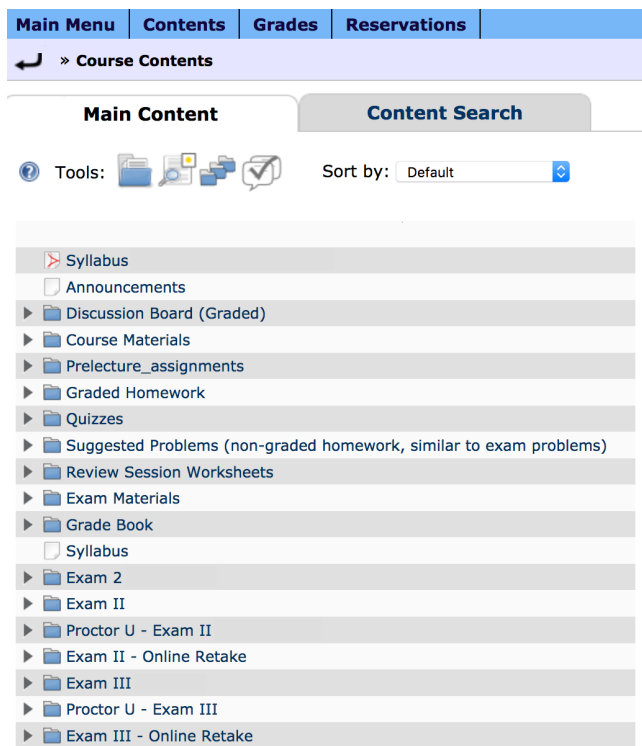 Main Menu Contents Grades Reservations
» Course Contents
Main Content Content Search
? Tools: Sort by: Default
Syllabus
Announcements
Discussion Board (Graded)
Course Materials
Prelecture_assignments
Graded Homework
Quizzes
Suggested Problems (non-graded homework, similar to exam problems)
Review Session Worksheets
Exam Materials
Grade Book
Syllabus
Exam 2
Exam II
Proctor U - Exam II
Exam II - Online Retake
Exam III
Proctor U - Exam III
Exam III - Online Retake